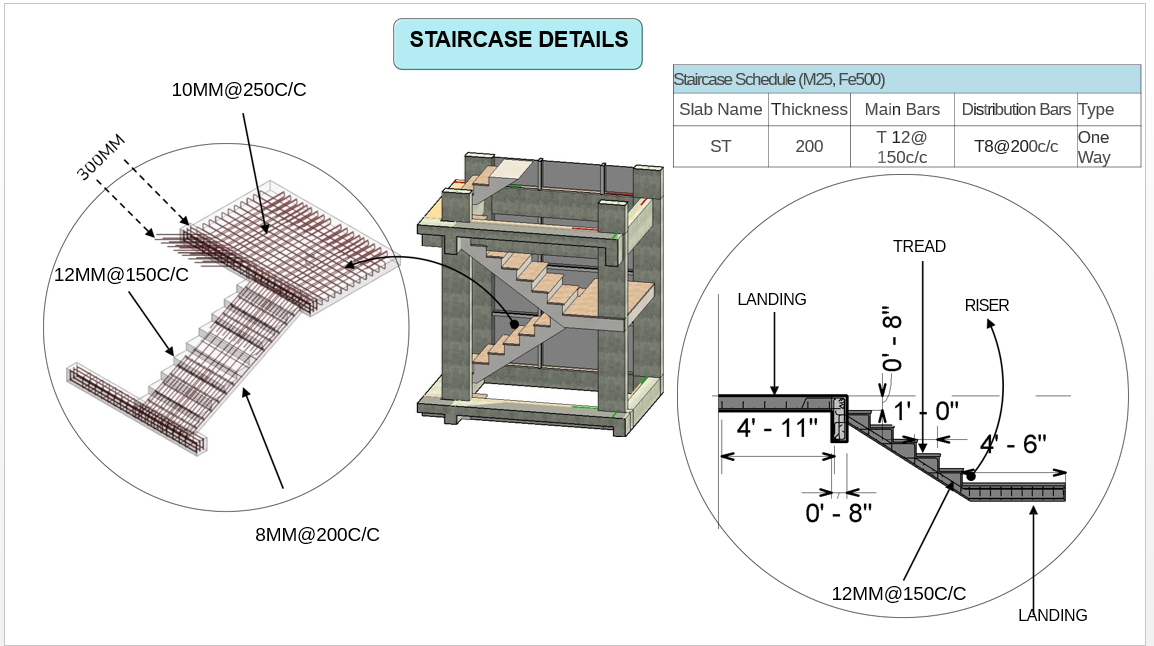 STAIRCASE DETAILS
10MM@250C/C
300MM
12MM@150C/C
8MM@200C/C
Staircase Schedule (M25, Fe500)
Slab Name Thickness Main Bars Distribution Bars Type
ST 200 T 12@ 150c/c T8@200c/c One Way
TREAD
LANDING
RISER
0' - 8"
1' - 0"
4' - 11"
4' - 6"
0' - 8"
12MM@150C/C
LANDING